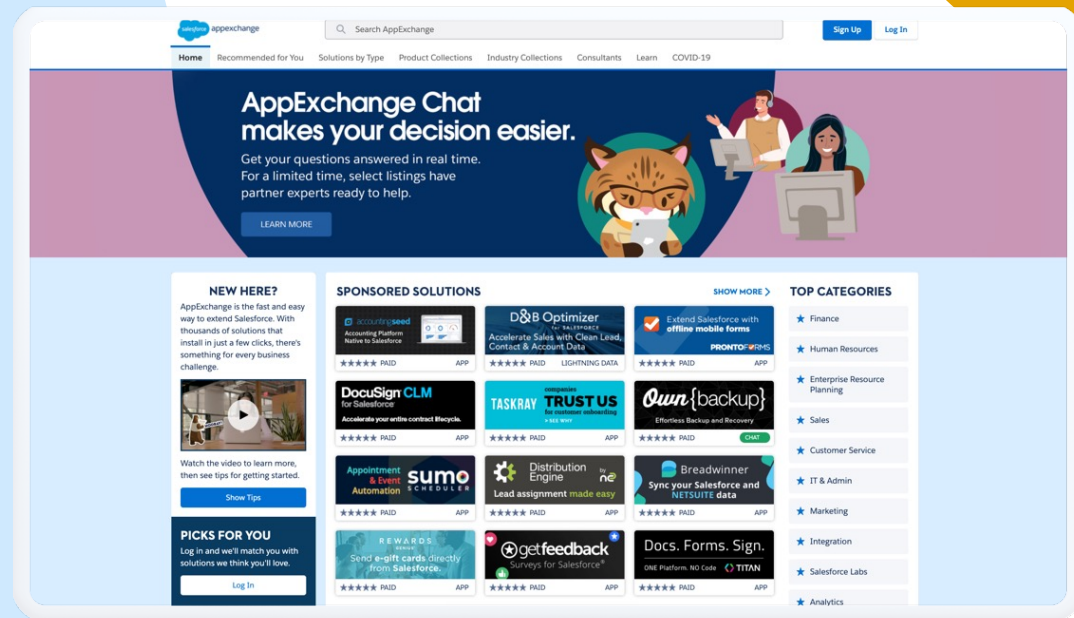 salesforce appexchange
Search AppExchange
Sign Up
Log In
Home Recommended for You Solutions by Type Product Collections Industry Collections Consultants Learn COVID-19
AppExchange Chat
makes your decision easier.
Get your questions answered in real time.
For a limited time, select listings have
partner experts ready to help.
LEARN MORE
NEW HERE?
AppExchange is the fast and easy
way to extend Salesforce. With
thousands of solutions that
install in just a few clicks, there's
something for every business
challenge.
Watch the video to learn more,
then see tips for getting started.
Show Tips
PICKS FOR YOU
Log in and we'll match you with
solutions we think you'll love.
Log In
SPONSORED SOLUTIONS
SHOW MORE
accountingseed
Accounting Platform
Native to Salesforce
PAID APP
D&B Optimizer
for SALESFORCE
Accelerate Sales with Clean Lead,
Contact & Account Data
PAID LIGHTNING DATA
Extend Salesforce with
offline mobile forms
PRONTOFORMS
PAID APP
DocuSign CLM
for Salesforce
Accelerate your entire contract lifecycle.
PAID APP
TASKRAY
companies
TRUST US
for customer onboarding
> SEE WHY
PAID APP
Own {backup}
Effortless Backup and Recovery
PAID CHAT
Appointment
& Event
Automation
SUMO
SCHEDULER
PAID APP
Distribution
Engine
by nc
Lead assignment made easy
PAID APP
Breadwinner
Sync your Salesforce and
NETSUITE data
PAID APP
REWARDS
GENIUS
Send e-gift cards directly
from Salesforce.
PAID APP
getfeedback
Surveys for Salesforce®
PAID APP
Docs. Forms. Sign.
ONE Platform. NO Code TITAN
PAID APP
TOP CATEGORIES
Finance
Human Resources
Enterprise Resource
Planning
Sales
Customer Service
IT & Admin
Marketing
Integration
Salesforce Labs
Analytics